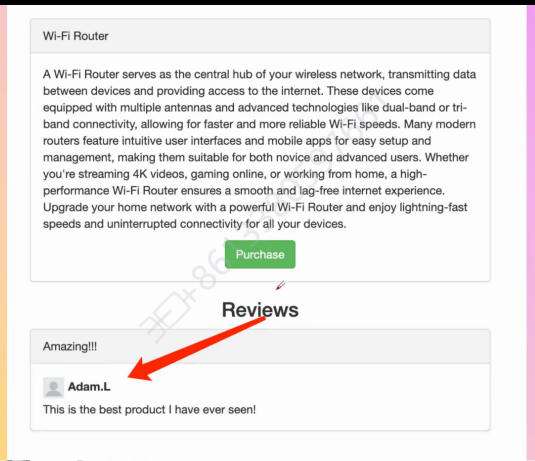 Wi-Fi Router
A Wi-Fi Router serves as the central hub of your wireless network, transmitting data
between devices and providing access to the internet. These devices come
equipped with multiple antennas and advanced technologies like dual-band or tri-
band connectivity, allowing for faster and more reliable Wi-Fi speeds. Many modern
routers feature intuitive user interfaces and mobile apps for easy setup and
management, making them suitable for both novice and advanced users. Whether
you're streaming 4K videos, gaming online, or working from home, a high-
performance Wi-Fi Router ensures a smooth and lag-free internet experience.
Upgrade your home network with a powerful Wi-Fi Router and enjoy lightning-fast
speeds and uninterrupted connectivity for all your devices.
Purchase
Reviews
Amazing!!!
Adam.L
This is the best product I have ever seen!